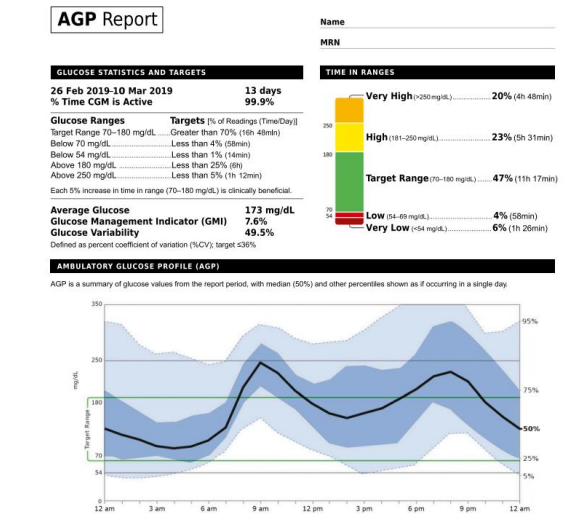 AGP Report
Name
MRN
GLUCOSE STATISTICS AND TARGETS
26 Feb 2019-10 Mar 2019 13 days
% Time CGM is Active 99.9%
Glucose Ranges Targets [% of Readings (Time/Day)]
Target Range 70–180 mg/dL ......Greater than 70% (16h 48min)
Below 70 mg/dL ......Less than 4% (58min)
Below 54 mg/dL ......Less than 1% (14min)
Above 180 mg/dL ......Less than 25% (6h)
Above 250 mg/dL ......Less than 5% (1h 12min)
Each 5% increase in time in range (70–180 mg/dL) is clinically beneficial.
Average Glucose 173 mg/dL
Glucose Management Indicator (GMI) 7.6%
Glucose Variability 49.5%
Defined as percent coefficient of variation (%CV); target ≤36%
TIME IN RANGES
Very High (>250 mg/dL) ...... 20% (4h 48min)
250
High (181–250 mg/dL) ...... 23% (5h 31min)
180
Target Range (70–180 mg/dL) ...... 47% (11h 17min)
70
54
Low (54–69 mg/dL) ...... 4% (58min)
Very Low (<54 mg/dL) ...... 6% (1h 26min)
AMBULATORY GLUCOSE PROFILE (AGP)
AGP is a summary of glucose values from the report period, with median (50%) and other percentiles shown as if occurring in a single day.
350
95%
250
mg/dL
75%
180
Target Range
50%
70
25%
54
5%
0
12 am 3 am 6 am 9 am 12 pm 3 pm 6 pm 9 pm 12 am